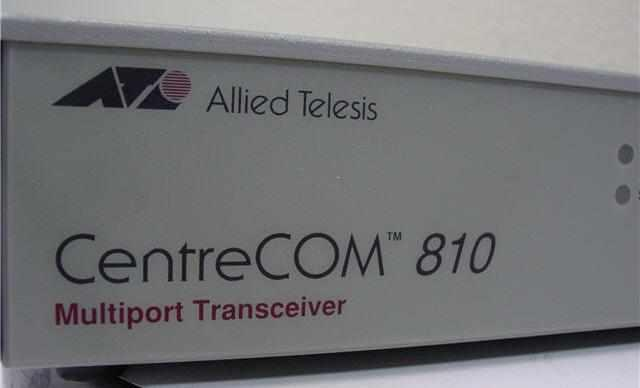 Allied Telesis
CentreCOM™ 810
Multiport Transceiver